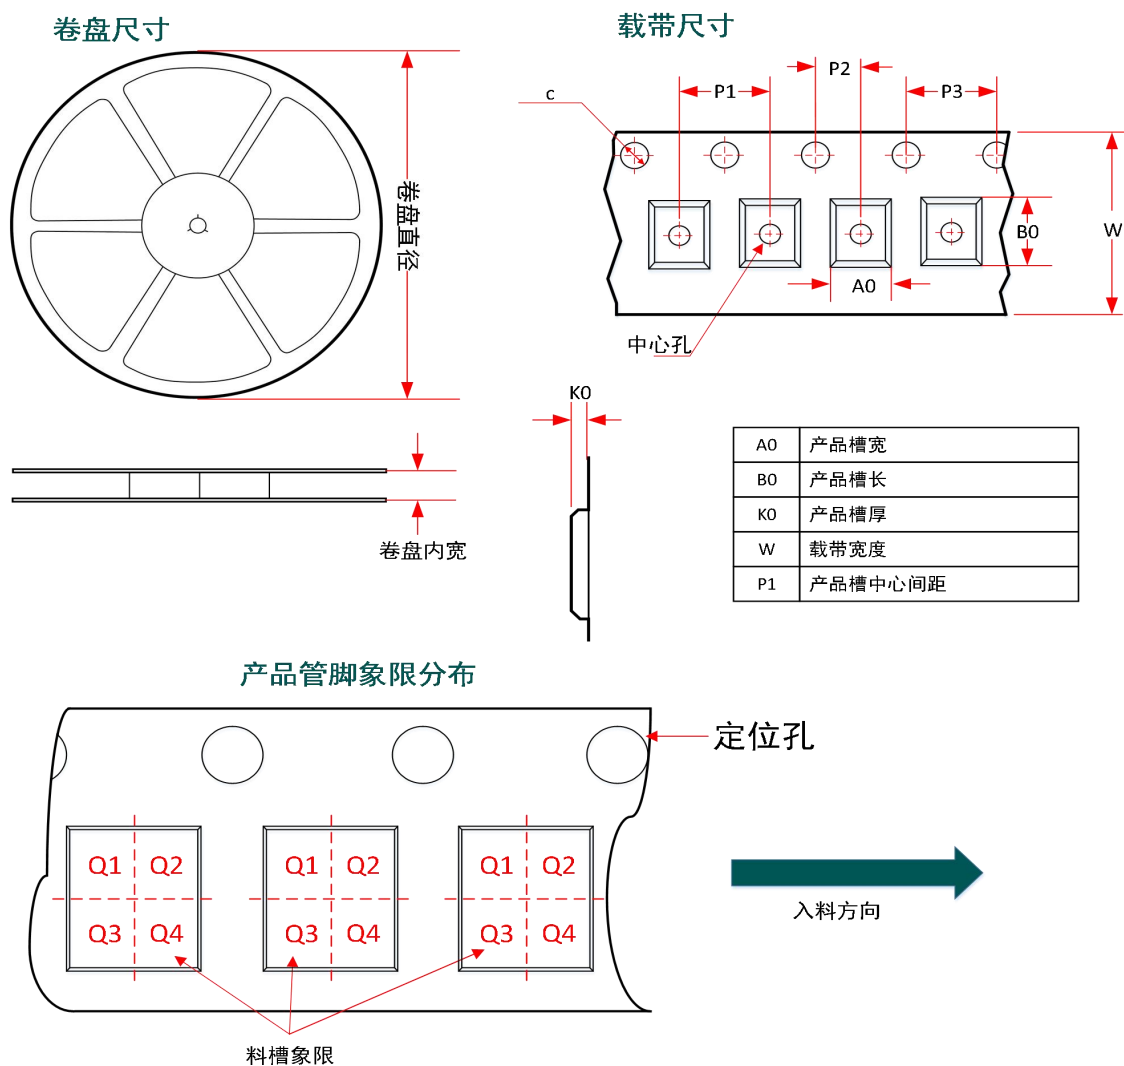 卷盘尺寸
载带尺寸
P1
P2
P3
c
卷盘直径
B0
W
A0
中心孔
K0
卷盘内宽
A0 产品槽宽
B0 产品槽长
K0 产品槽厚
W 载带宽度
P1 产品槽中心间距
产品管脚象限分布
定位孔
Q1 Q2 Q1 Q2 Q1 Q2
Q3 Q4 Q3 Q4 Q3 Q4
入料方向
料槽象限